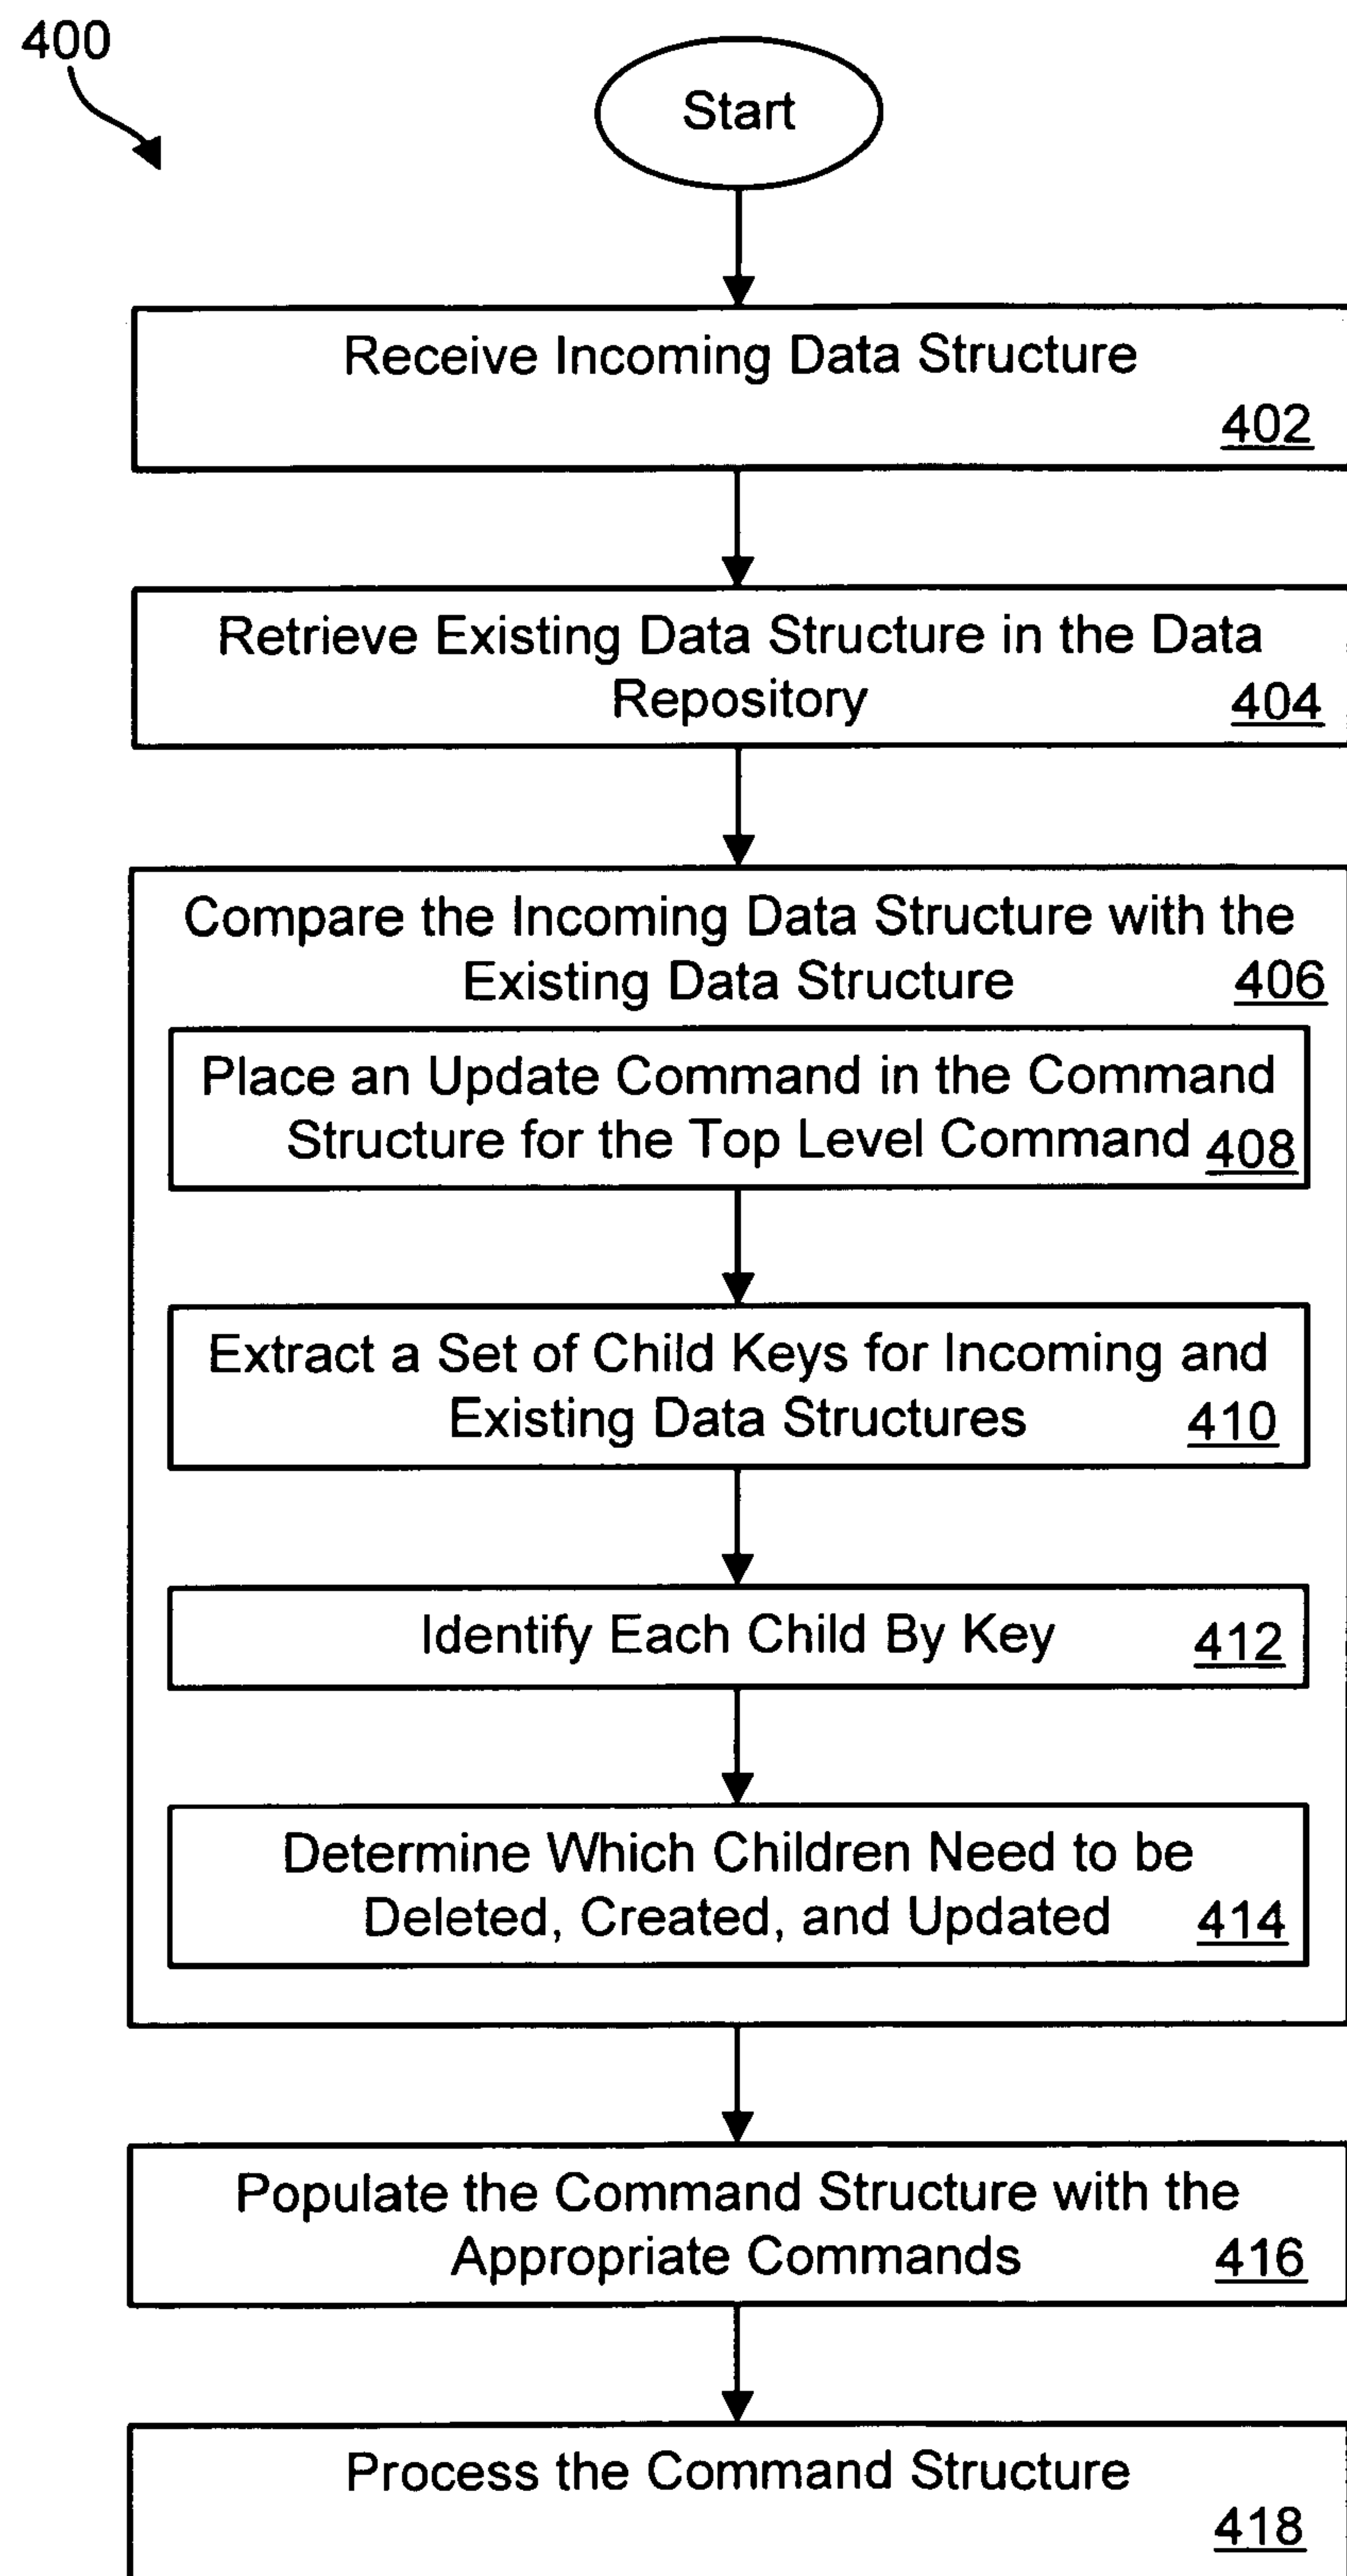 400
Start
Receive Incoming Data Structure
402
Retrieve Existing Data Structure in the Data
Repository 404
Compare the Incoming Data Structure with the
Existing Data Structure 406
Place an Update Command in the Command
Structure for the Top Level Command 408
Extract a Set of Child Keys for Incoming and
Existing Data Structures 410
Identify Each Child By Key 412
Determine Which Children Need to be
Deleted, Created, and Updated 414
Populate the Command Structure with the
Appropriate Commands 416
Process the Command Structure
418